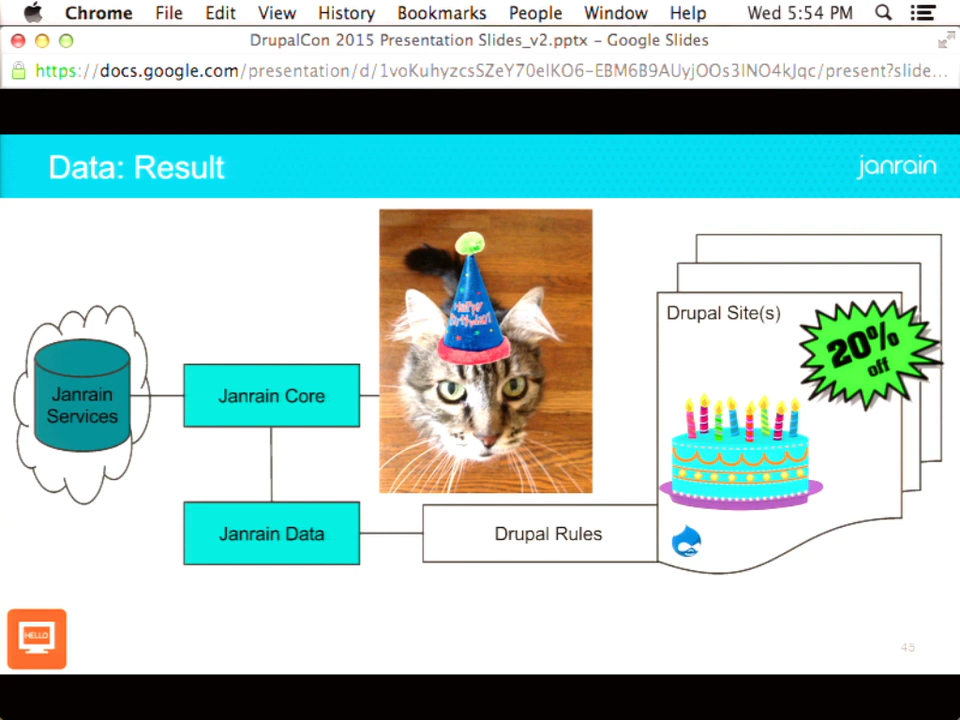 Chrome File Edit View History Bookmarks People Window Help Wed 5:54 PM
DrupalCon 2015 Presentation Slides_v2.pptx – Google Slides
https://docs.google.com/presentation/d/1voKuhyzcsSZeY70elKO6-EBM6B9AUyjOOs3lNO4kJqc/present?slide...
Data: Result
janrain
Happy
Birthday!
Drupal Site(s)
20%
off
Janrain
Services
Janrain Core
Janrain Data
Drupal Rules
HELLO
45